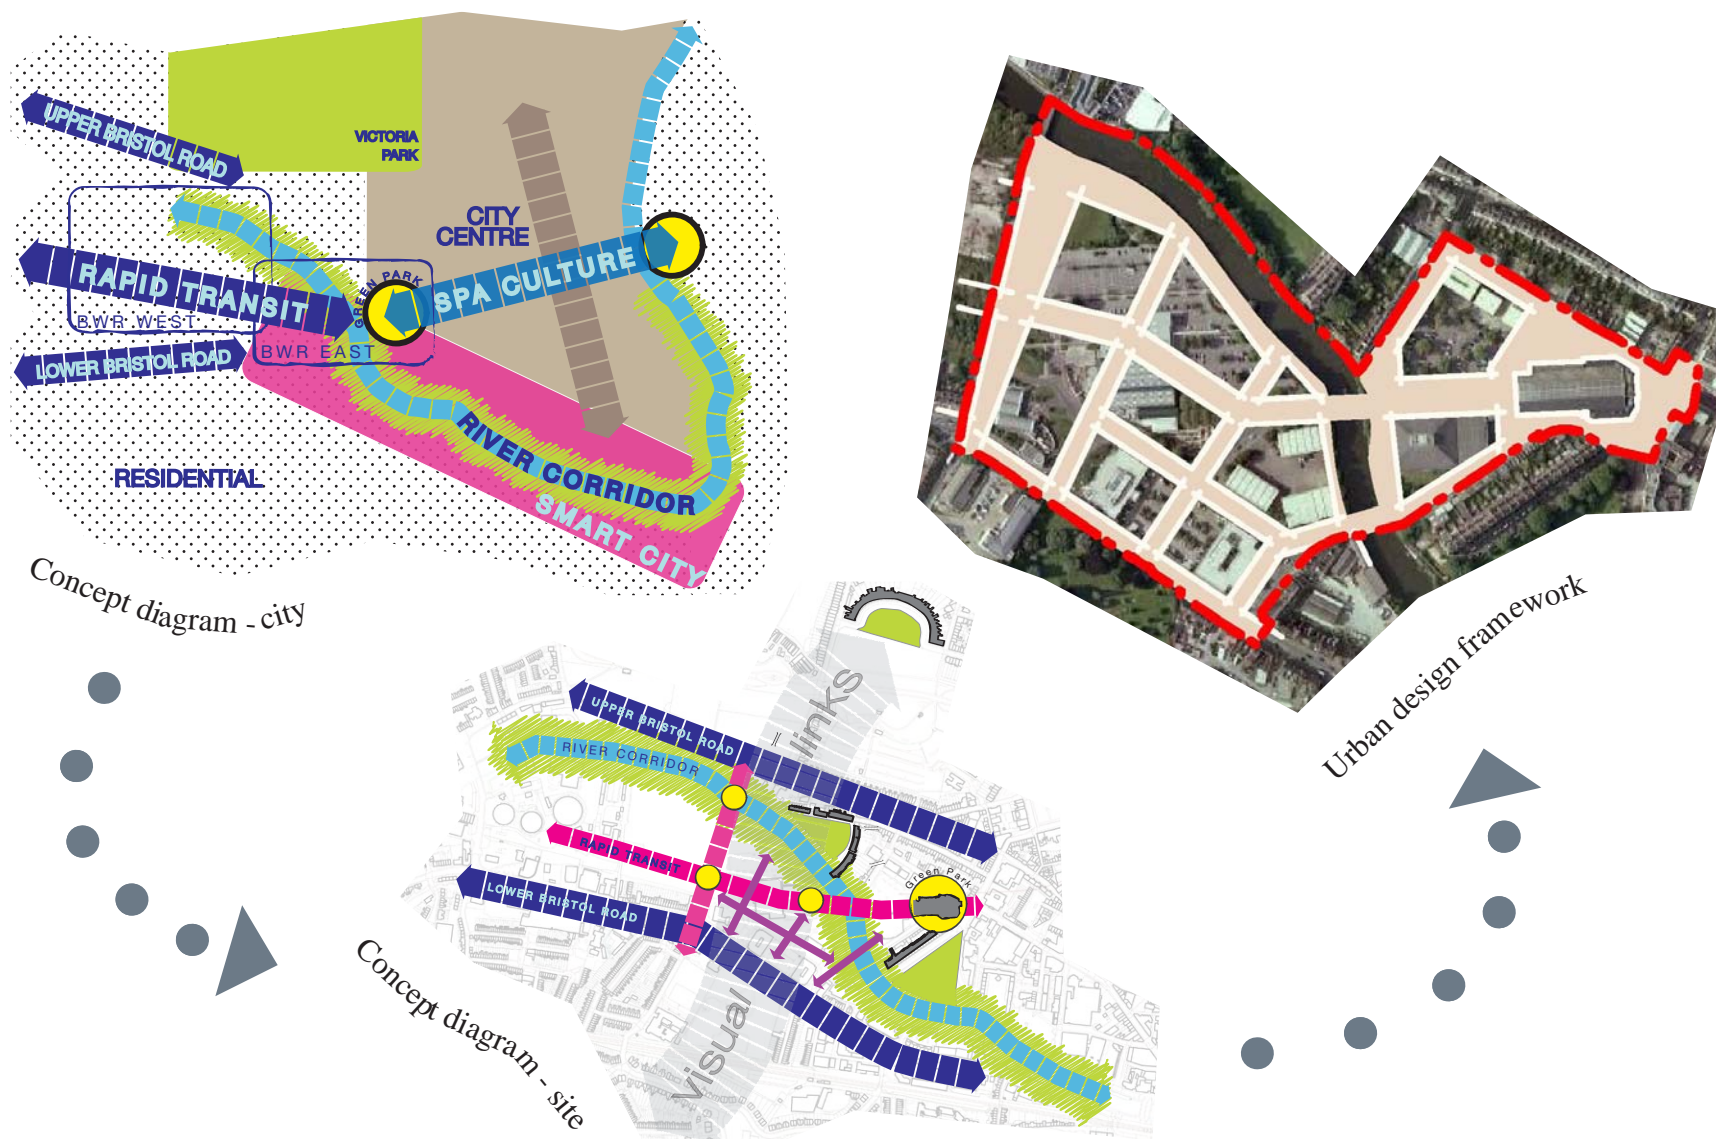 UPPER BRISTOL ROAD
VICTORIA
PARK
CITY
CENTRE
RAPID TRANSIT
GREEN PARK
SPA CULTURE
BWR WEST
BWR EAST
LOWER BRISTOL ROAD
RIVER CORRIDOR
RESIDENTIAL
SMART CITY
Concept diagram - city
Urban design framework
links
UPPER BRISTOL ROAD
RIVER CORRIDOR
RAPID TRANSIT
Green Park
LOWER BRISTOL ROAD
Visual
Concept diagram - site